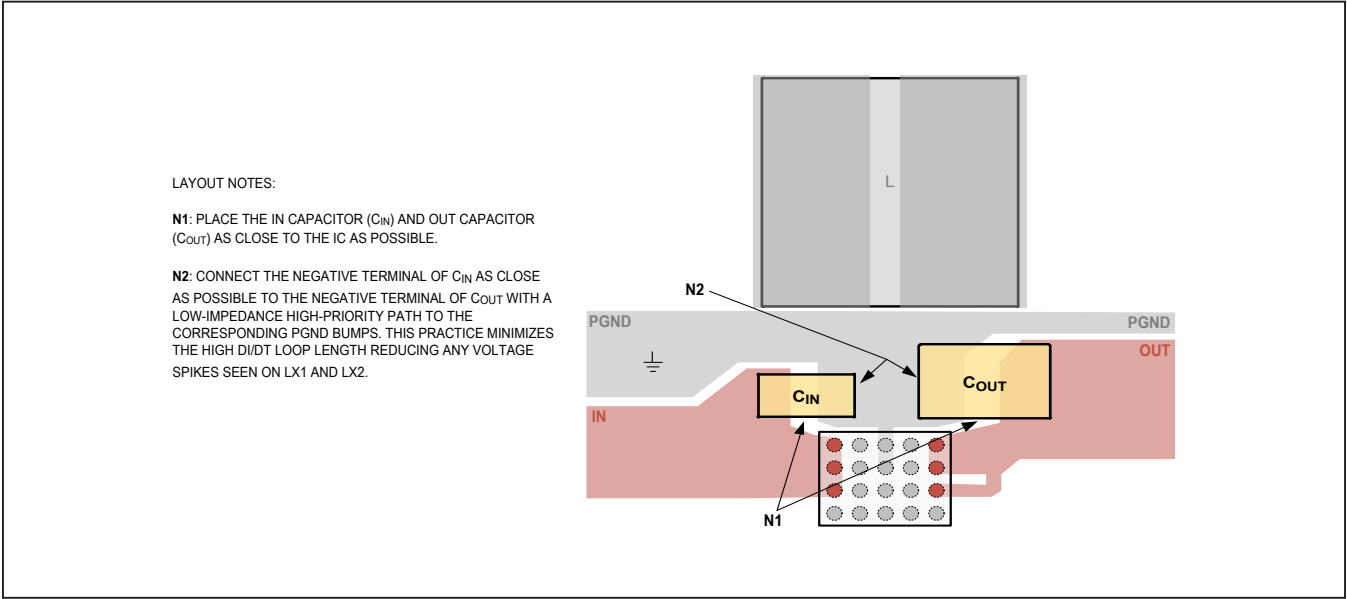 LAYOUT NOTES:
N1: PLACE THE IN CAPACITOR (CIN) AND OUT CAPACITOR
(COUT) AS CLOSE TO THE IC AS POSSIBLE.
N2: CONNECT THE NEGATIVE TERMINAL OF CIN AS CLOSE
AS POSSIBLE TO THE NEGATIVE TERMINAL OF COUT WITH A
LOW-IMPEDANCE HIGH-PRIORITY PATH TO THE
CORRESPONDING PGND BUMPS. THIS PRACTICE MINIMIZES
THE HIGH DI/DT LOOP LENGTH REDUCING ANY VOLTAGE
SPIKES SEEN ON LX1 AND LX2.
L
N2
PGND
PGND
OUT
CIN
COUT
IN
N1